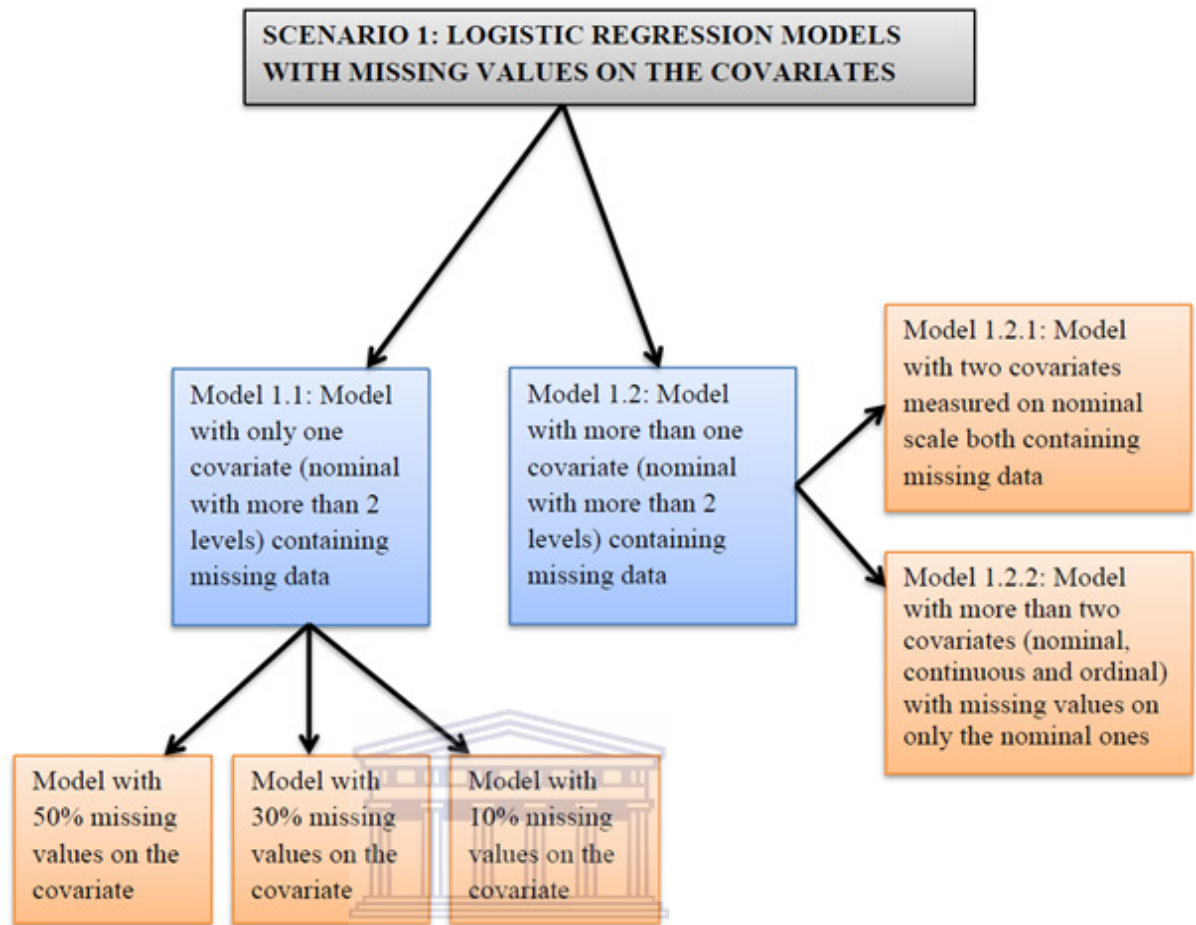 SCENARIO 1: LOGISTIC REGRESSION MODELS
WITH MISSING VALUES ON THE COVARIATES
Model 1.1: Model
with only one
covariate (nominal
with more than 2
levels) containing
missing data
Model 1.2: Model
with more than one
covariate (nominal
with more than 2
levels) containing
missing data
Model 1.2.1: Model
with two covariates
measured on nominal
scale both containing
missing data
Model 1.2.2: Model
with more than two
covariates (nominal,
continuous and ordinal)
with missing values on
only the nominal ones
Model with
50% missing
values on the
covariate
Model with
30% missing
values on the
covariate
Model with
10% missing
values on the
covariate